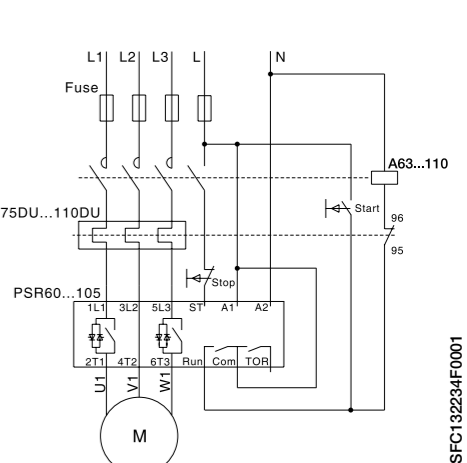 L1 L2 L3 L N
Fuse
A63...110
75DU...110DU
Start
96
95
Stop
PSR60...105
1L1 3L2 5L3 ST A1 A2
2T1 4T2 6T3 Run Com TOR
U1 V1 W1
M
SFC132234F0001